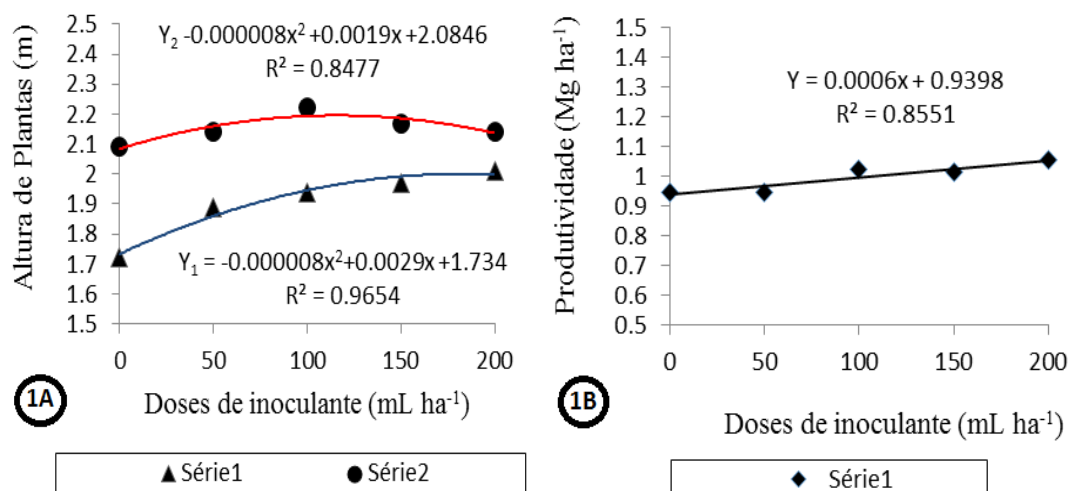 Altura de Plantas (m)
2.5
2.4
2.3
2.2
2.1
2
1.9
1.8
1.7
1.6
1.5
Y₂ -0.000008x² +0.0019x+2.0846
R² = 0.8477
Y₁ = -0.000008x²+0.0029x+1.734
R² = 0.9654
0 50 100 150 200
1A
Doses de inoculante (mL ha⁻¹)
▲ Série1 ● Série2
Produtividade (Mg ha⁻¹)
1.5
1.4
1.3
1.2
1.1
1
0.9
0.8
0.7
0.6
0.5
Y = 0.0006x + 0.9398
R² = 0.8551
0 50 100 150 200
1B
Doses de inoculante (mL ha⁻¹)
◆ Série1